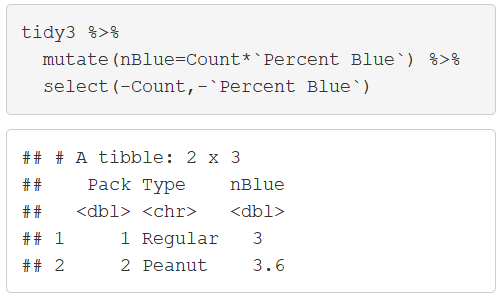 tidy3 %>%
  mutate(nBlue=Count*`Percent Blue`) %>%
  select(-Count,-`Percent Blue`)
## # A tibble: 2 x 3
##    Pack Type    nBlue
##   <dbl> <chr>   <dbl>
## 1     1 Regular   3
## 2     2 Peanut    3.6